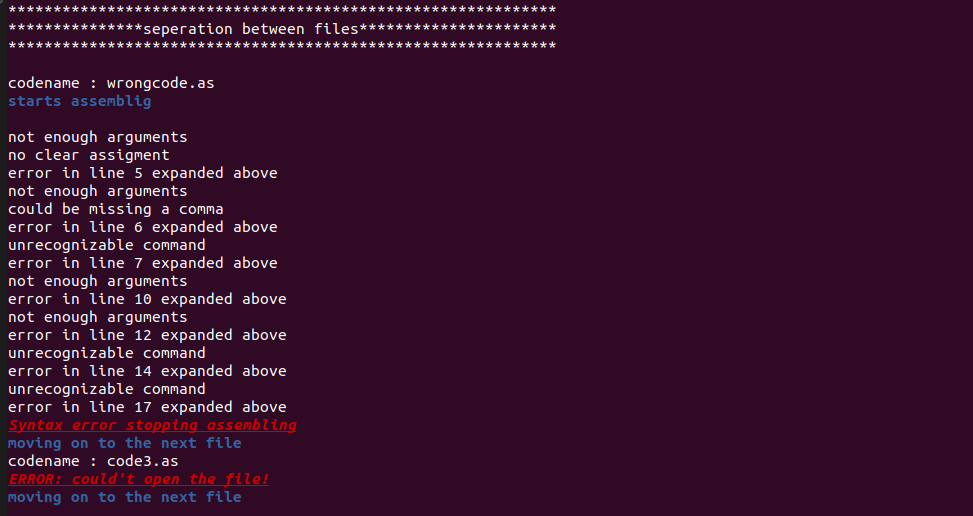 *************************************************************
***************seperation between files**********************
*************************************************************
codename : wrongcode.as
starts assemblig
not enough arguments
no clear assigment
error in line 5 expanded above
not enough arguments
could be missing a comma
error in line 6 expanded above
unrecognizable command
error in line 7 expanded above
not enough arguments
error in line 10 expanded above
not enough arguments
error in line 12 expanded above
unrecognizable command
error in line 14 expanded above
unrecognizable command
error in line 17 expanded above
Syntax error stopping assembling
moving on to the next file
codename : code3.as
ERROR: could't open the file!
moving on to the next file